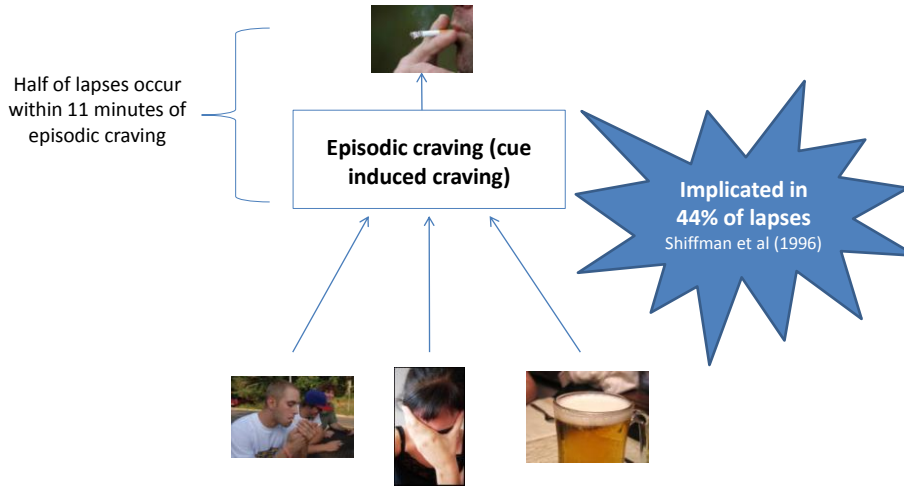 Half of lapses occur
within 11 minutes of
episodic craving
Episodic craving (cue
induced craving)
Implicated in
44% of lapses
Shiffman et al (1996)